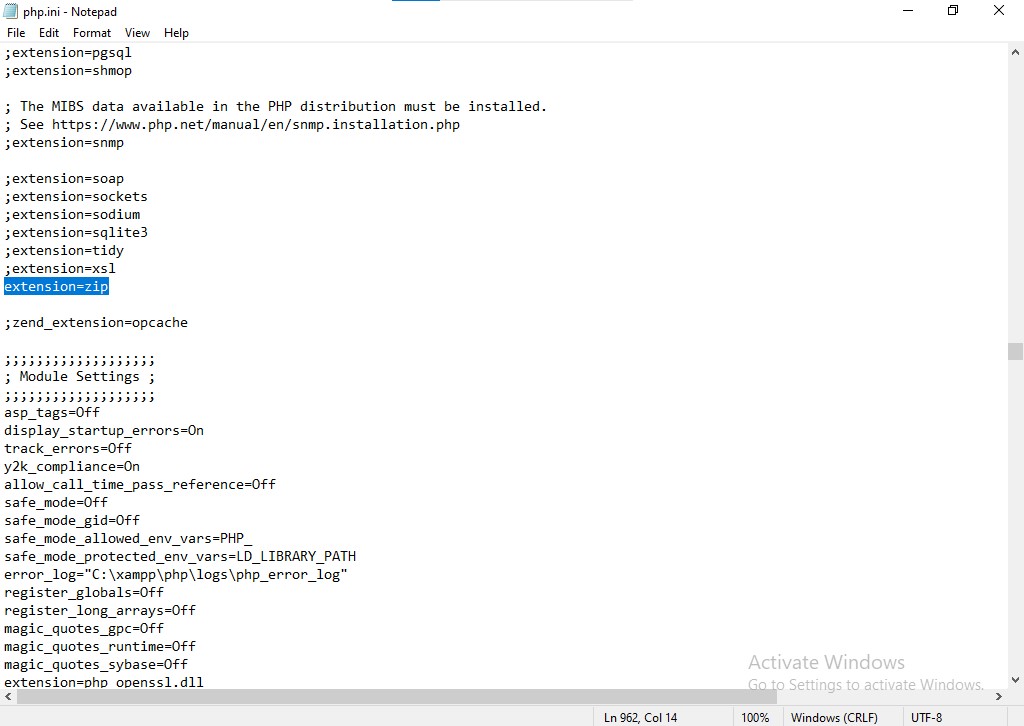 php.ini - Notepad
File Edit Format View Help
;extension=pgsql
;extension=shmop
; The MIBS data available in the PHP distribution must be installed.
; See https://www.php.net/manual/en/snmp.installation.php
;extension=snmp
;extension=soap
;extension=sockets
;extension=sodium
;extension=sqlite3
;extension=tidy
;extension=xsl
extension=zip
;zend_extension=opcache
;;;;;;;;;;;;;;;;;;;;
; Module Settings ;
;;;;;;;;;;;;;;;;;;;;
asp_tags=Off
display_startup_errors=On
track_errors=Off
y2k_compliance=On
allow_call_time_pass_reference=Off
safe_mode=Off
safe_mode_gid=Off
safe_mode_allowed_env_vars=PHP_
safe_mode_protected_env_vars=LD_LIBRARY_PATH
error_log="C:\xampp\php\logs\php_error_log"
register_globals=Off
register_long_arrays=Off
magic_quotes_gpc=Off
magic_quotes_runtime=Off
magic_quotes_sybase=Off
extension=php_openssl.dll
Activate Windows
Go to Settings to activate Windows.
Ln 962, Col 14 100% Windows (CRLF) UTF-8